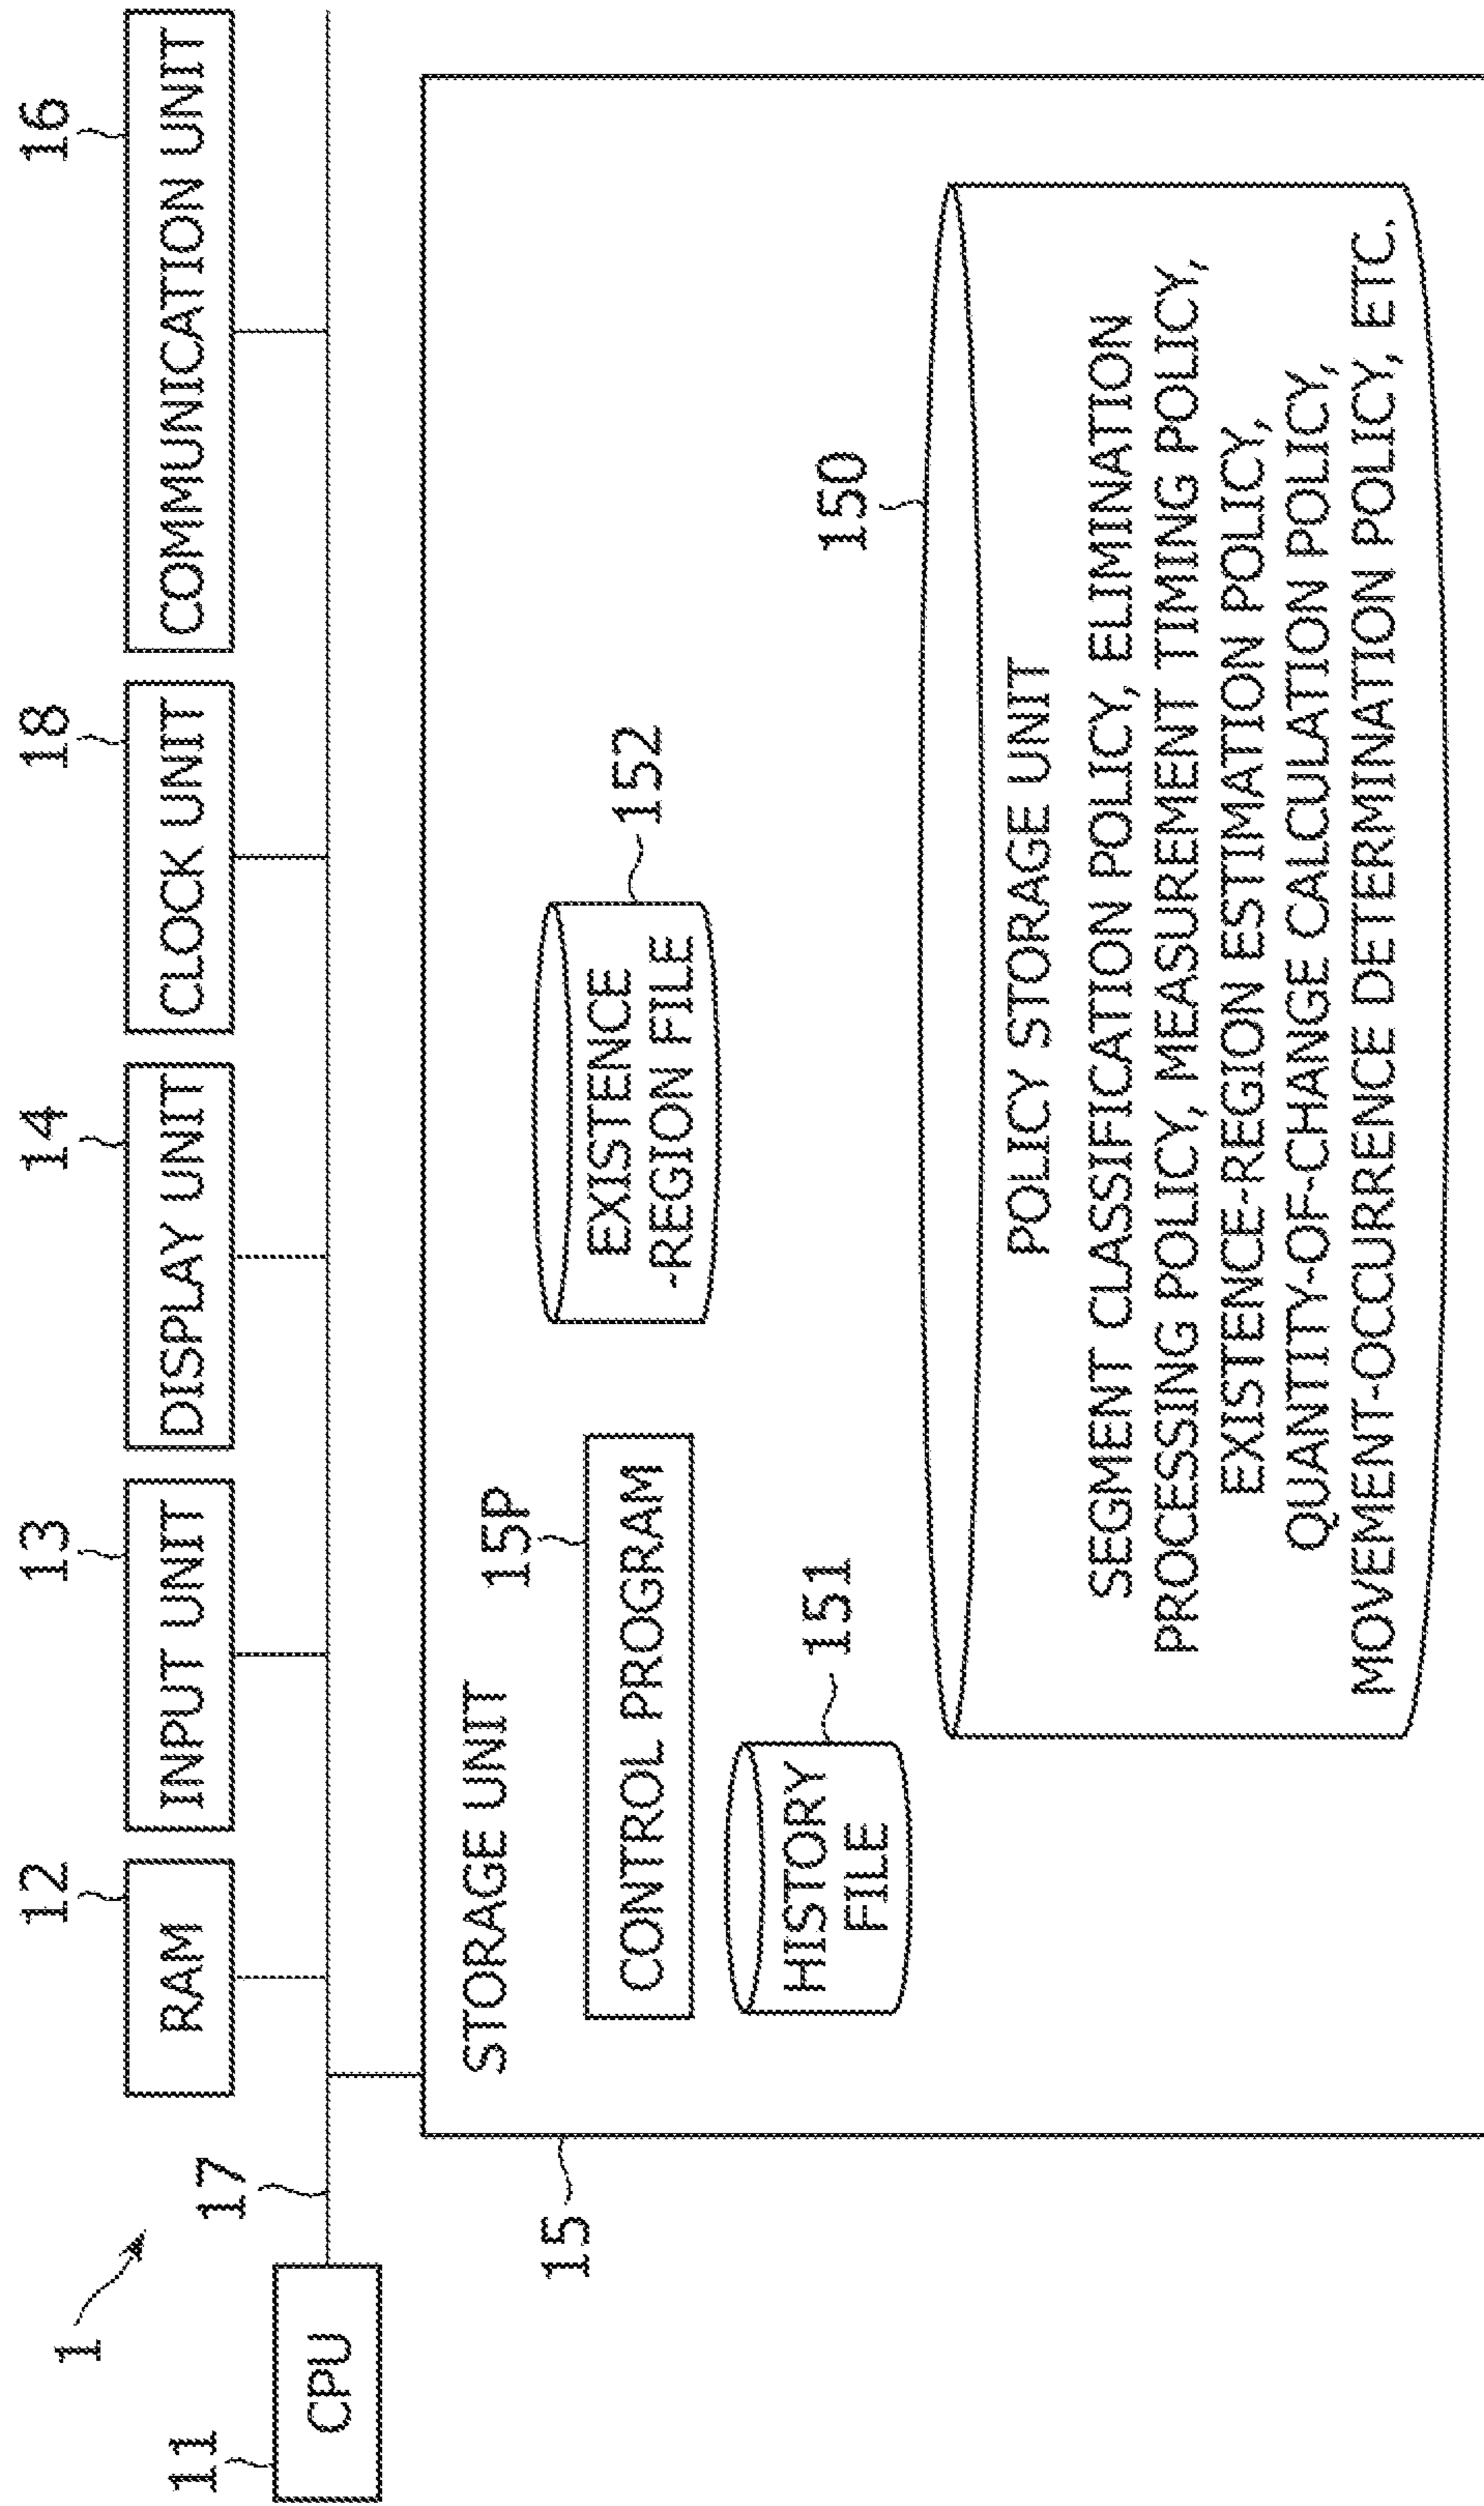 1
11
CPU
17
12
RAM
13
INPUT UNIT
14
DISPLAY UNIT
18
CLOCK UNIT
16
COMMUNICATION UNIT
15
STORAGE UNIT
15P
CONTROL PROGRAM
151
HISTORY
FILE
152
EXISTENCE
-REGION FILE
150
POLICY STORAGE UNIT
SEGMENT CLASSIFICATION POLICY, ELIMINATION
PROCESSING POLICY, MEASUREMENT TIMING POLICY,
EXISTENCE-REGION ESTIMATION POLICY,
QUANTITY-OF-CHANGE CALCULATION POLICY,
MOVEMENT-OCCURRENCE DETERMINATION POLICY, ETC.